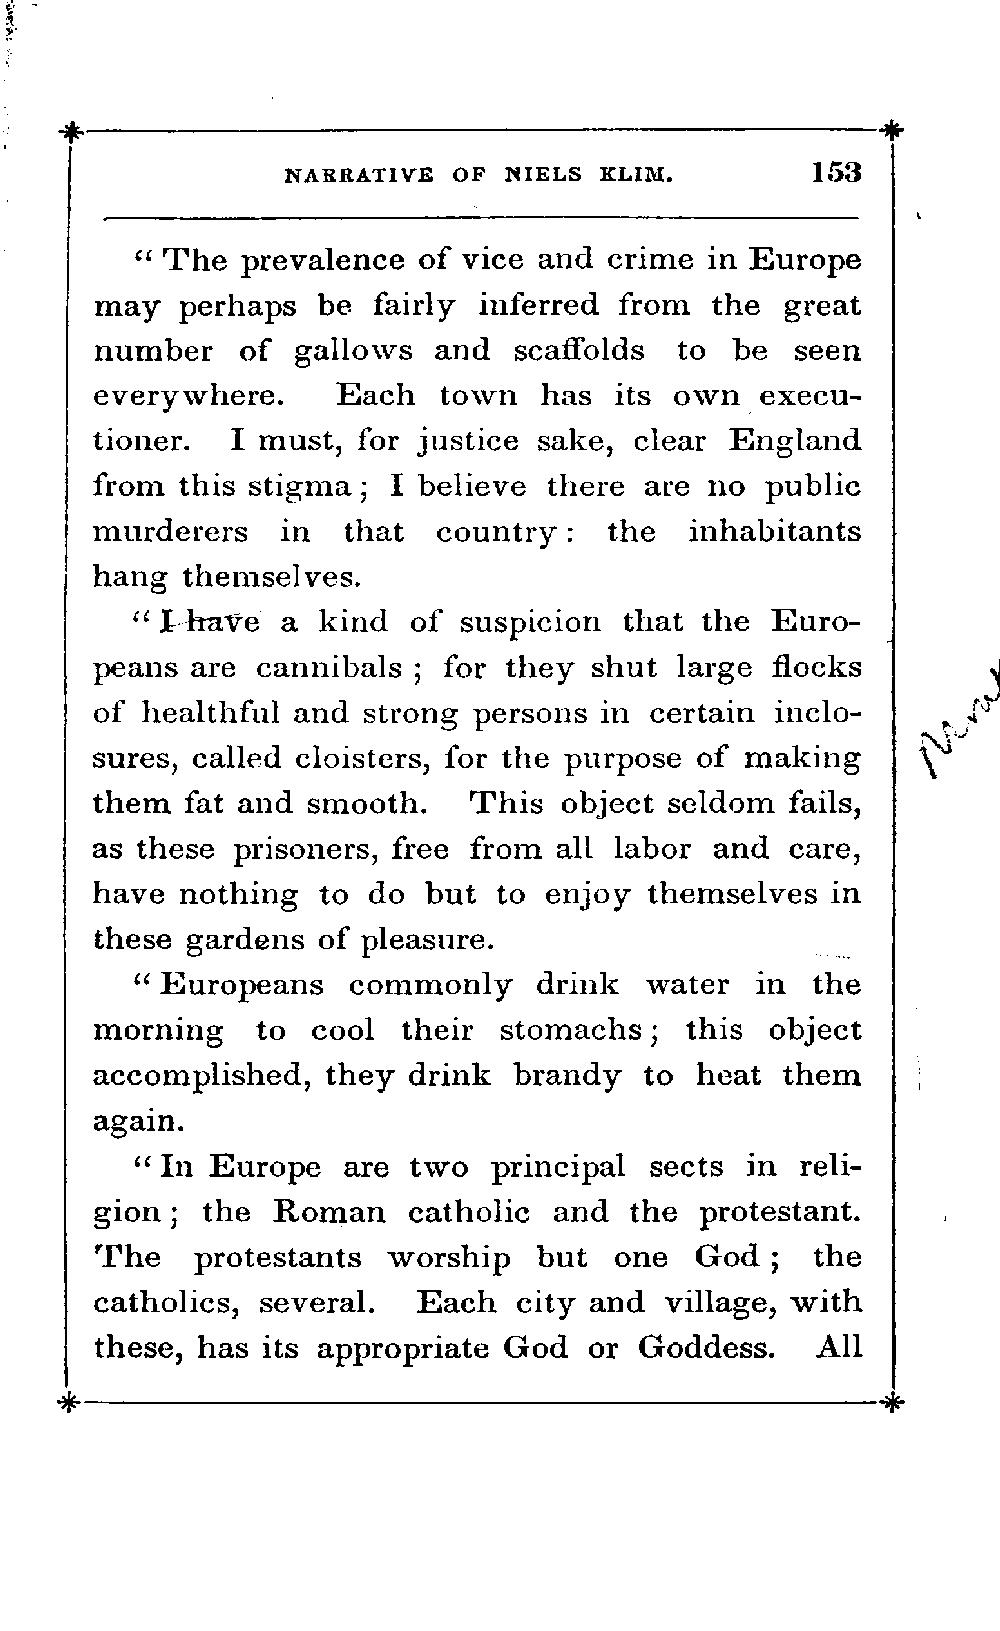 NARRATIVE OF NIELS KLIM. 153
“ The prevalence of vice and crime in Europe
may perhaps be fairly inferred from the great
number of gallows and scaffolds to be seen
everywhere. Each town has its own execu-
tioner. I must, for justice sake, clear England
from this stigma ; I believe there are no public
murderers in that country : the inhabitants
hang themselves.
“ I have a kind of suspicion that the Euro-
peans are cannibals ; for they shut large flocks
of healthful and strong persons in certain inclo-
sures, called cloisters, for the purpose of making
them fat and smooth. This object seldom fails,
as these prisoners, free from all labor and care,
have nothing to do but to enjoy themselves in
these gardens of pleasure.
“ Europeans commonly drink water in the
morning to cool their stomachs ; this object
accomplished, they drink brandy to heat them
again.
“ In Europe are two principal sects in reli-
gion ; the Roman catholic and the protestant.
The protestants worship but one God ; the
catholics, several. Each city and village, with
these, has its appropriate God or Goddess. All